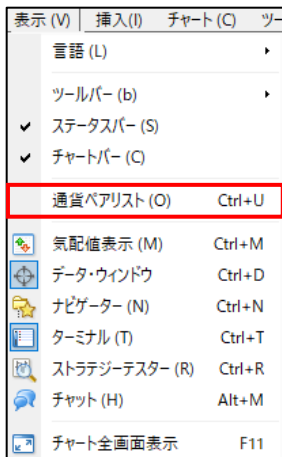 表示 (V) 挿入(I) チャート (C) ツー
言語 (L)
ツールバー (b)
ステータスバー (S)
チャートバー (C)
通貨ペアリスト (O) Ctrl+U
気配値表示 (M) Ctrl+M
データ・ウィンドウ Ctrl+D
ナビゲーター (N) Ctrl+N
ターミナル (T) Ctrl+T
ストラテジーテスター (R) Ctrl+R
チャット (H) Alt+M
チャート全画面表示 F11